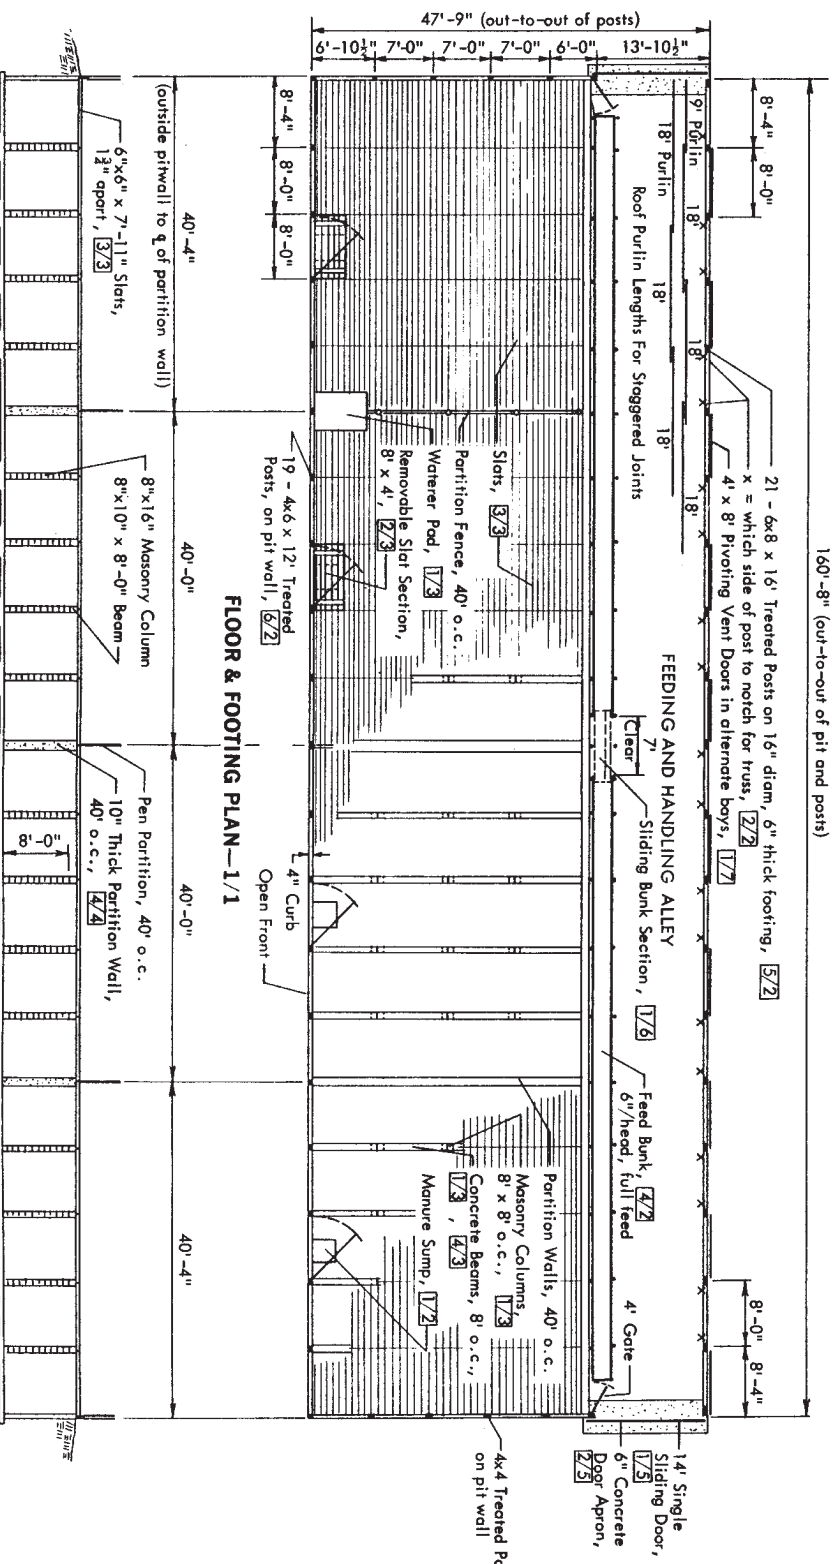 47'-9" (out-to-out of posts)
6'-10½" 7'-0" 7'-0" 7'-0" 6'-0" 13'-10½"
160'-8" (out-to-out of pit and posts)
8'-4" 8'-0"
9' Purlin 18' 18' 18'
18' Purlin 18' 18'
Roof Purlin Lengths For Staggered Joints
21 - 6x8 x 16' Treated Posts on 16" diam, 6" thick footing, 5/2
x = which side of post to notch for truss, 2/2
4' x 8' Pivoting Vent Doors in alternate bays, 1/7
FEEDING AND HANDLING ALLEY
7'
Clear
Sliding Bunk Section, 1/6
Feed Bunk, 4/2
6"/head, full feed
4' Gate
8'-0" 8'-4"
14' Single
Sliding Door,
1/5
6" Concrete
Door Apron,
2/5
4x4 Treated
on pit wall
8'-4" 8'-0" 8'-0"
Slats, 3/3
Partition Fence, 40' o.c.
Waterer Pad, 1/3
Removable Slat Section,
8' x 4', 2/3
19 - 4x6 x 12' Treated
Posts, on pit wall, 6/2
Partition Walls, 40' o.c.
Masonry Columns,
8' x 8' o.c., 1/3
Concrete Beams, 8' o.c.,
1/3, 4/3
Manure Sump, 1/2
4" Curb
Open Front
FLOOR & FOOTING PLAN—1/1
40'-4" 40'-0" 40'-0" 40'-4"
(outside pitwall to ȼ of partition wall)
6"x6" x 7'-11" Slats,
1¾" apart, 3/3
8"x16" Masonry Column
8"x10" x 8'-0" Beam
Pen Partition, 40' o.c.
10" Thick Partition Wall,
40' o.c., 4/4
8'-0"